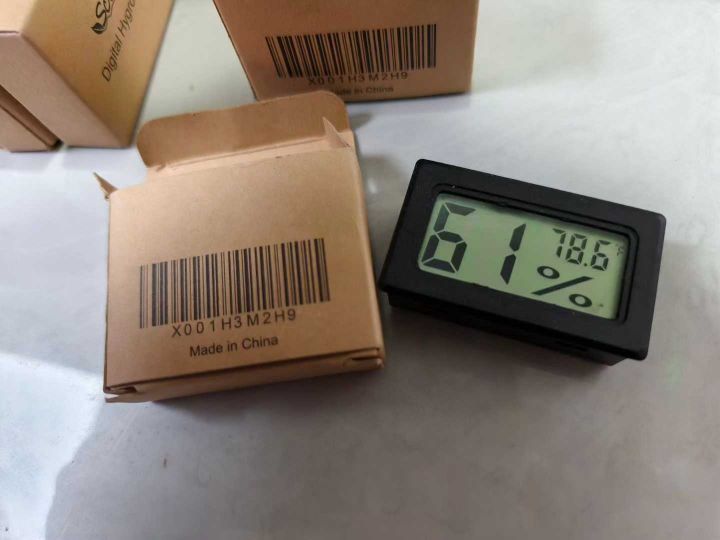 Digital Hygro
X001H3M2H9
Made in China
X001H3M2H9
Made in China
61%
78.6°F